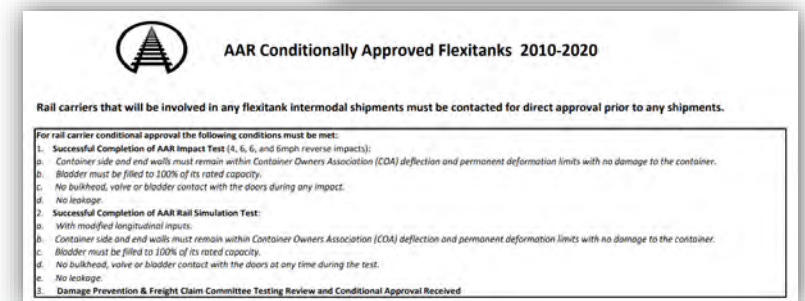 AAR Conditionally Approved Flexitanks 2010-2020
Rail carriers that will be involved in any flexitank intermodal shipments must be contacted for direct approval prior to any shipments.
For rail carrier conditional approval the following conditions must be met:
1. Successful Completion of AAR Impact Test (4, 6, 6, and 6mph reverse impacts):
a. Container side and end walls must remain within Container Owners Association (COA) deflection and permanent deformation limits with no damage to the container.
b. Bladder must be filled to 100% of its rated capacity.
c. No bulkhead, valve or bladder contact with the doors during any impact.
d. No leakage.
2. Successful Completion of AAR Rail Simulation Test:
a. With modified longitudinal inputs.
b. Container side and end walls must remain within Container Owners Association (COA) deflection and permanent deformation limits with no damage to the container.
c. Bladder must be filled to 100% of its rated capacity.
d. No bulkhead, valve or bladder contact with the doors at any time during the test.
e. No leakage.
3. Damage Prevention & Freight Claim Committee Testing Review and Conditional Approval Received